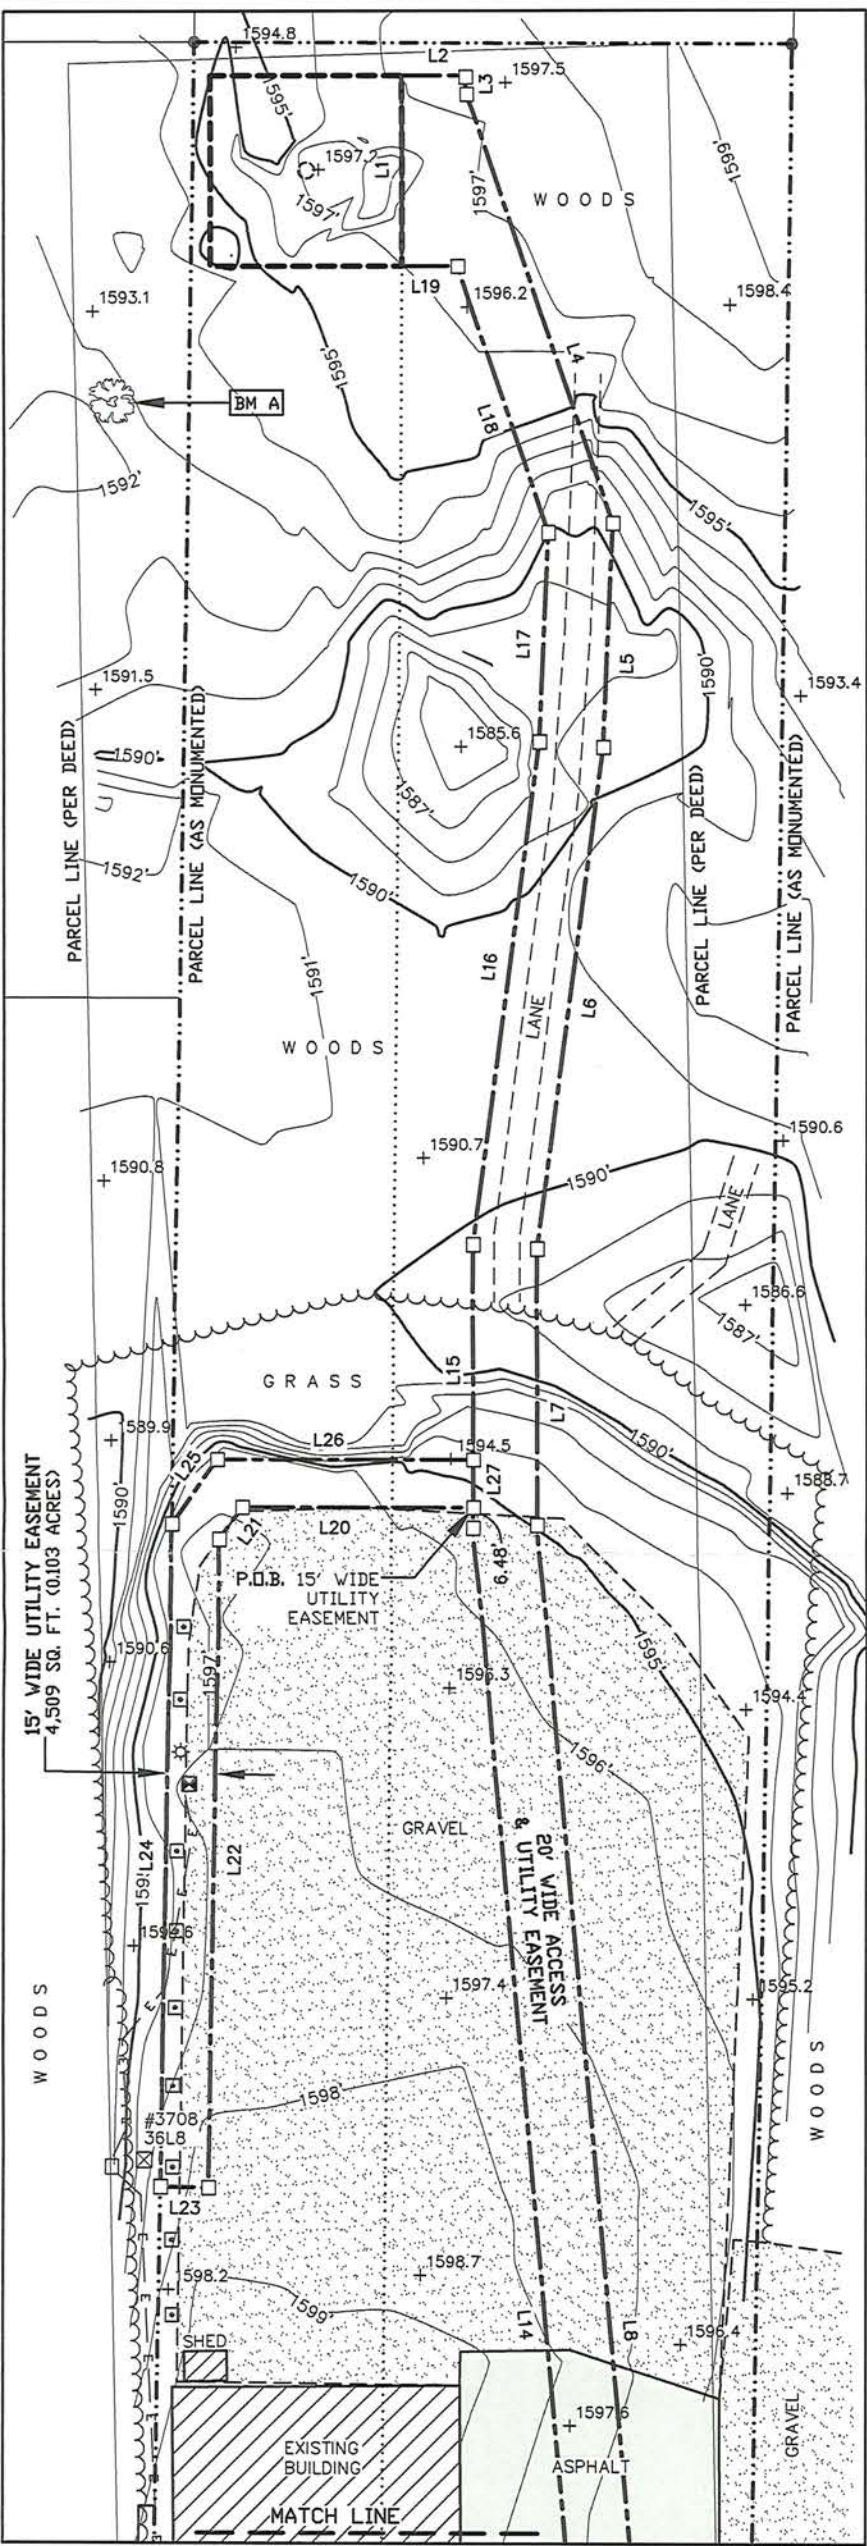 1594.8
L2
1597.5
L3
1595'
1597.2
L1
1597'
1597'
1599'
WOODS
1593.1
L19
1596.2
1598.4
L4
1595'
BM A
L18
1592'
1595'
1591.5
L17
L5
1590'
1593.4
PARCEL LINE (PER DEED)
PARCEL LINE (AS MONUMENTED)
1590'
1585.6
1587'
1592'
1590'
PARCEL LINE (PER DEED)
PARCEL LINE (AS MONUMENTED)
1591'
L16
LANE
L6
WOODS
1590.8
1590.7
1590.6
1590'
LANE
1586.6
1587'
GRASS
L15
L7
1589.9
L26
1594.5
1590'
L25
L27
1588.7
1590'
15' WIDE UTILITY EASEMENT
4,509 SQ. FT. (0.103 ACRES)
L21
L20
6.48'
P.O.B. 15' WIDE
UTILITY
EASEMENT
1590.6
1597
1596.3
1595
1594.4
1596'
GRAVEL
20' WIDE ACCESS
& UTILITY EASEMENT
L24
L22
E
E
1597.4
1595.2
WOODS
WOODS
E
1598'
#3708
36L8
L23
1598.7
598.2
1599'
E
E
E
L14
L8
1596.4
SHED
1597.6
GRAVEL
EXISTING
BUILDING
ASPHALT
MATCH LINE